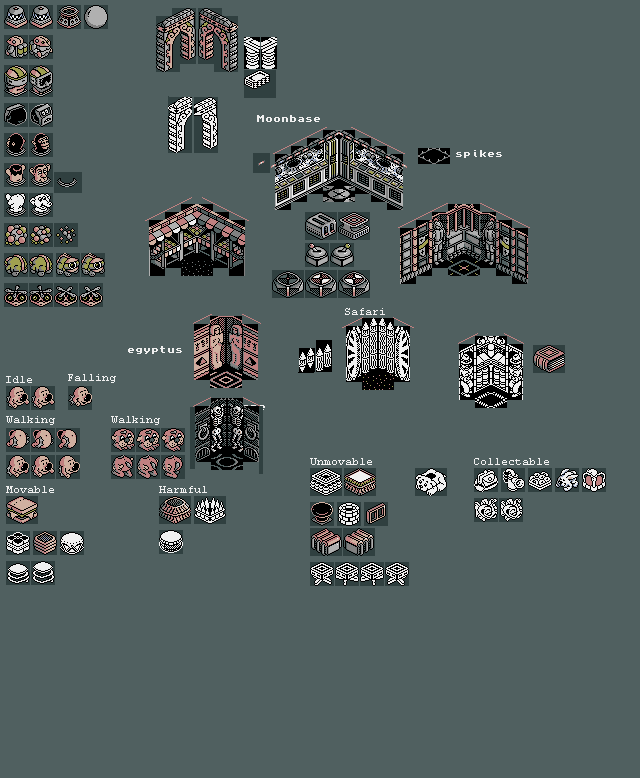 Moonbase
spikes
Safari
egyptus
Idle
Falling
Walking
Walking
Unmovable
Collectable
Movable
Harmful